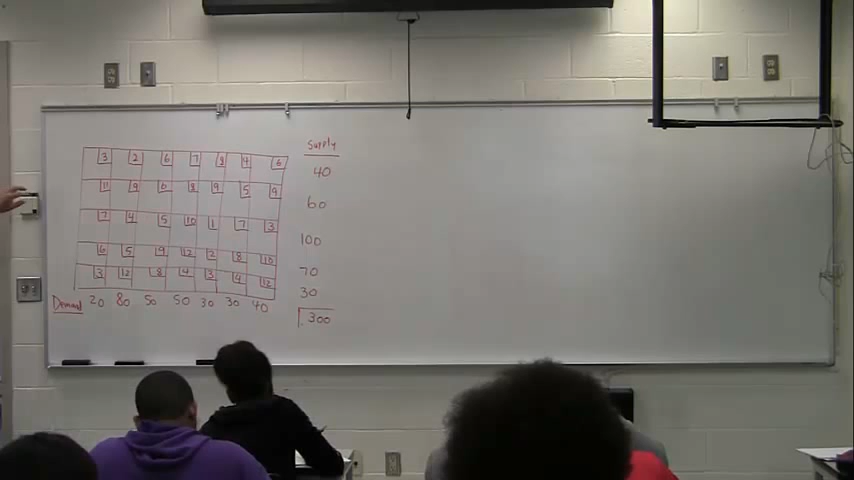 Supply
3 2 6 7 8 4 6 40
11 9 6 8 9 5 9 60
7 4 5 10 1 7 3 100
6 5 9 12 2 8 10 70
3 12 8 4 3 4 12 30
Demand 20 80 50 50 30 30 40 300